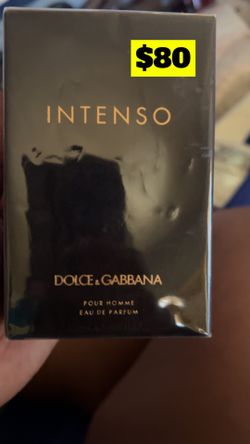 $80
INTENSO
DOLCE & GABBANA
POUR HOMME
EAU DE PARFUM